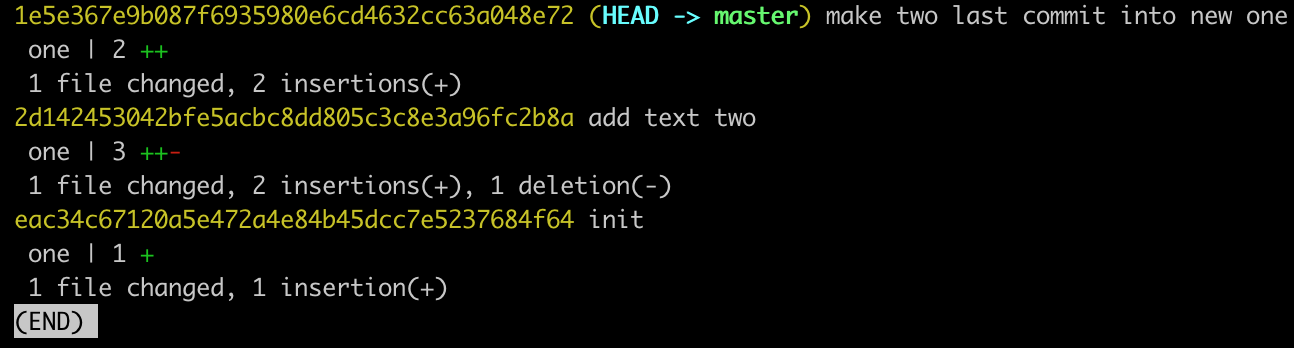 1e5e367e9b087f6935980e6cd4632cc63a048e72 (HEAD -> master) make two last commit into new one
one | 2 ++
1 file changed, 2 insertions(+)
2d142453042bfe5acbc8dd805c3c8e3a96fc2b8a add text two
one | 3 ++-
1 file changed, 2 insertions(+), 1 deletion(-)
eac34c67120a5e472a4e84b45dcc7e5237684f64 init
one | 1 +
1 file changed, 1 insertion(+)
(END)